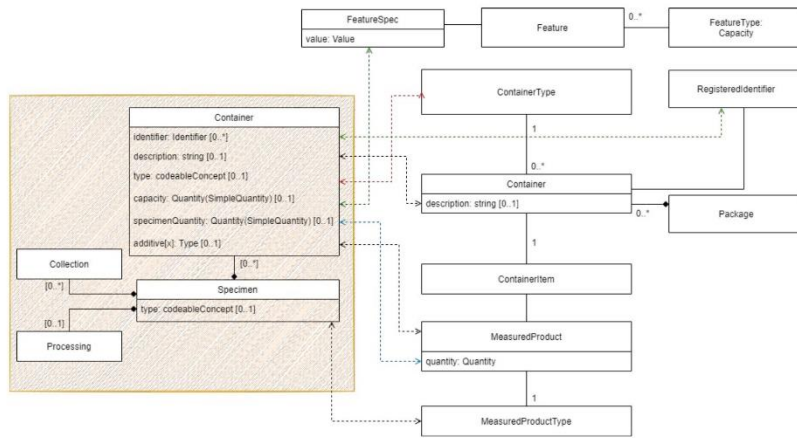 FeatureSpec
value: Value
Feature
0..*
FeatureType:
Capacity
ContainerType
RegisteredIdentifier
1
0..*
Container
identifier: Identifier [0..*]
description: string [0..1]
type: codeableConcept [0..1]
capacity: Quantity(SimpleQuantity) [0..1]
specimenQuantity: Quantity(SimpleQuantity) [0..1]
additive[x]: Type [0..1]
[0..*]
Container
description: string [0..1]
0..*
Package
1
Collection
[0..*]
Specimen
type: codeableConcept [0..1]
[0..1]
Processing
ContainerItem
MeasuredProduct
quantity: Quantity
1
MeasuredProductType